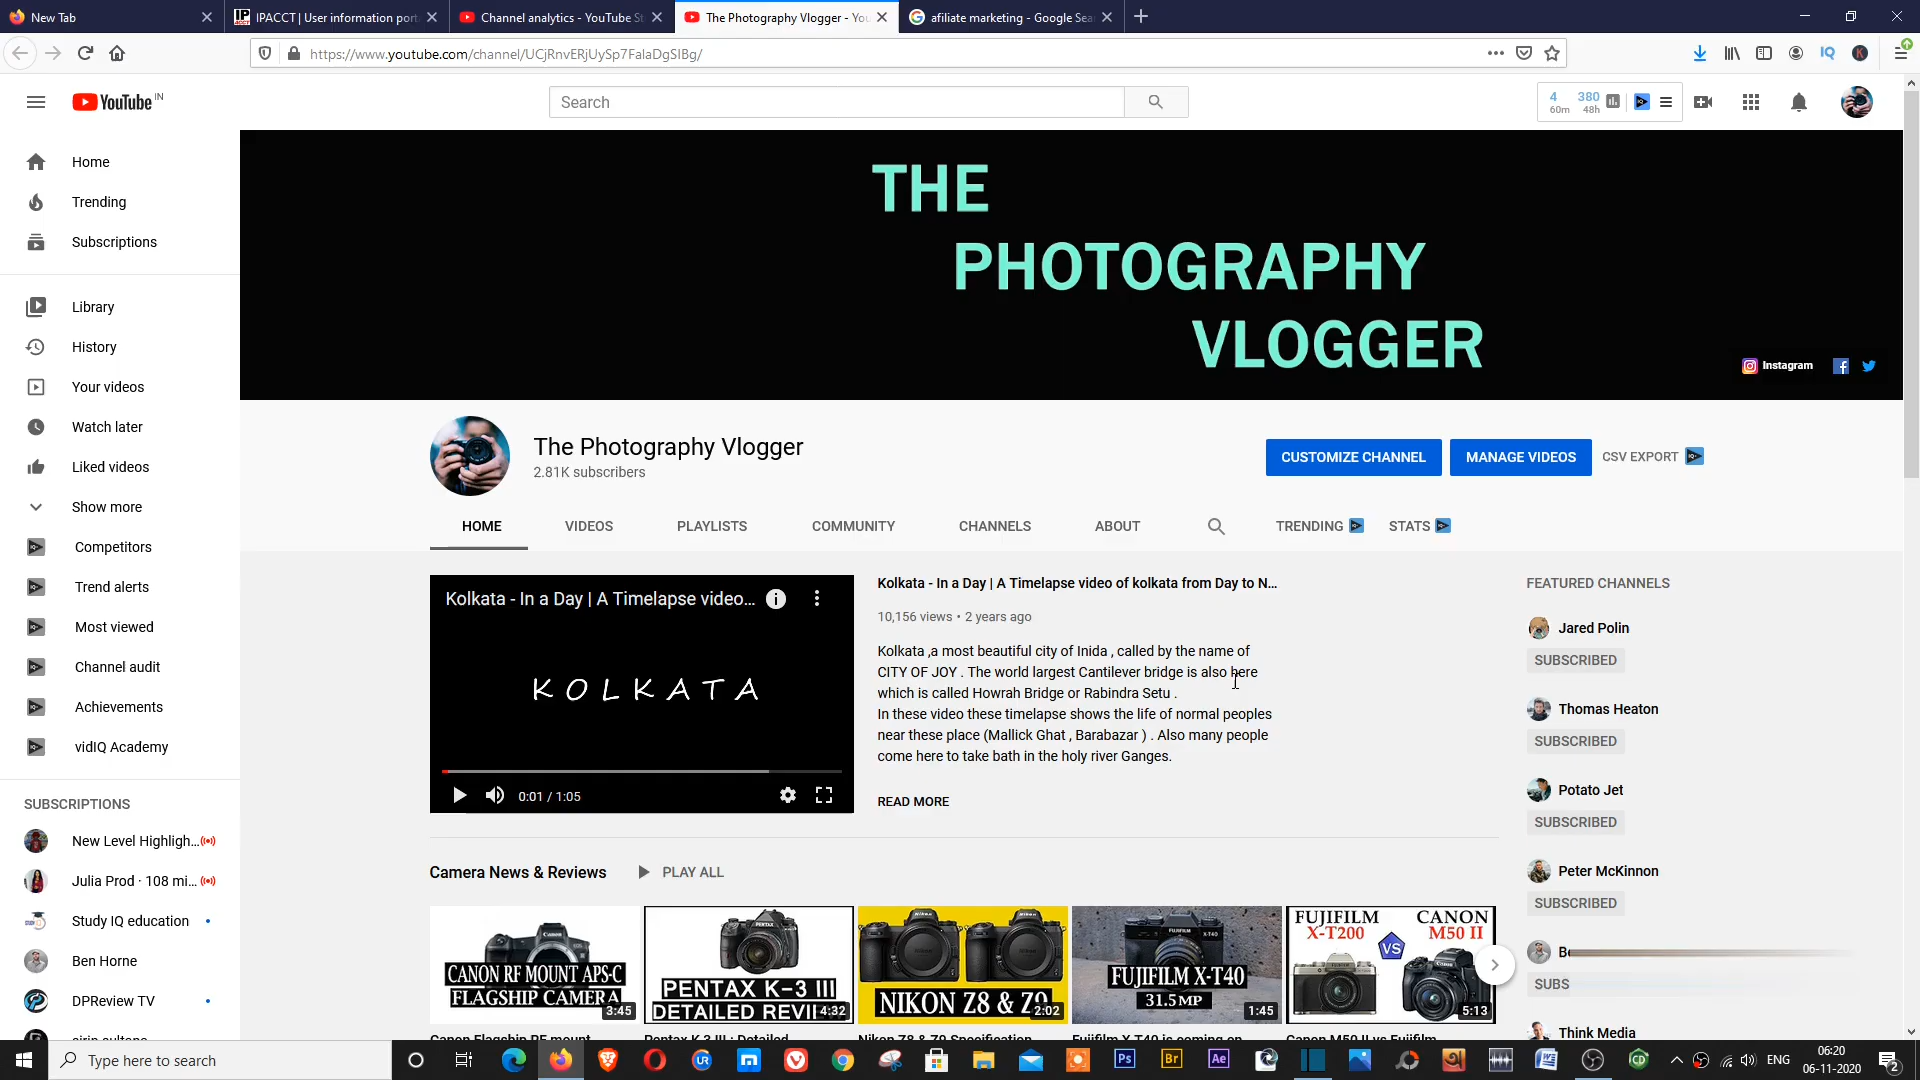 New Tab
IPACCT | User information port
Channel analytics - YouTube St
The Photography Vlogger - You
afiliate marketing - Google Sea
https://www.youtube.com/channel/UCjRnvERjUySp7FalaDgSIBg/
YouTube IN
Search
4 380
60m 48h
Home
Trending
Subscriptions
Library
History
Your videos
Watch later
Liked videos
Show more
Competitors
Trend alerts
Most viewed
Channel audit
Achievements
vidIQ Academy
SUBSCRIPTIONS
New Level Highligh...
Julia Prod · 108 mi...
Study IQ education
Ben Horne
DPReview TV
THE
PHOTOGRAPHY
VLOGGER
Instagram
The Photography Vlogger
2.81K subscribers
CUSTOMIZE CHANNEL
MANAGE VIDEOS
CSV EXPORT
HOME
VIDEOS
PLAYLISTS
COMMUNITY
CHANNELS
ABOUT
TRENDING
STATS
Kolkata - In a Day | A Timelapse video...
KOLKATA
0:01 / 1:05
Kolkata - In a Day | A Timelapse video of kolkata from Day to N...
10,156 views • 2 years ago
Kolkata ,a most beautiful city of Inida , called by the name of
CITY OF JOY . The world largest Cantilever bridge is also here
which is called Howrah Bridge or Rabindra Setu .
In these video these timelapse shows the life of normal peoples
near these place (Mallick Ghat , Barabazar ) . Also many people
come here to take bath in the holy river Ganges.
READ MORE
FEATURED CHANNELS
Jared Polin
SUBSCRIBED
Thomas Heaton
SUBSCRIBED
Potato Jet
SUBSCRIBED
Peter McKinnon
SUBSCRIBED
SUBS
Think Media
Camera News & Reviews
PLAY ALL
CANON RF MOUNT APS-C
FLAGSHIP CAMERA
3:45
PENTAX K-3 III
DETAILED REVI
4:32
NIKON Z8 & Z9
2:02
FUJIFILM X-T40
31.5MP
1:45
FUJIFILM X-T200
VS
CANON M50 II
5:13
Type here to search
ENG
06:20
06-11-2020
2